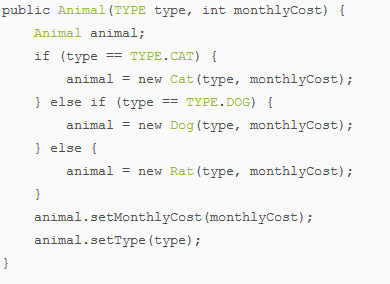 public Animal(TYPE type, int monthlyCost) {
    Animal animal;
    if (type == TYPE.CAT) {
        animal = new Cat(type, monthlyCost);
    } else if (type == TYPE.DOG) {
        animal = new Dog(type, monthlyCost);
    } else {
        animal = new Rat(type, monthlyCost);
    }
    animal.setMonthlyCost(monthlyCost);
    animal.setType(type);
}